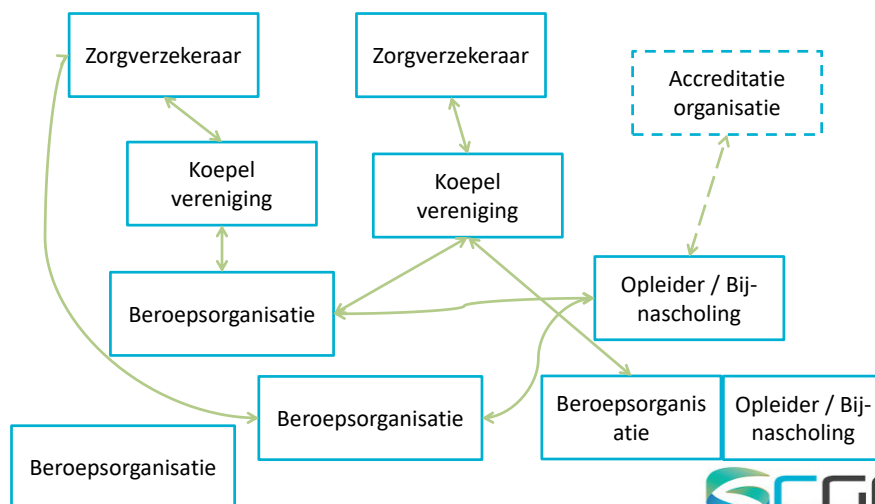 Zorgverzekeraar
Zorgverzekeraar
Accreditatie
organisatie
Koepel
vereniging
Koepel
vereniging
Opleider / Bij-
nascholing
Beroepsorganisatie
Beroepsorganisatie
Beroepsorganis
atie
Opleider / Bij-
nascholing
Beroepsorganisatie